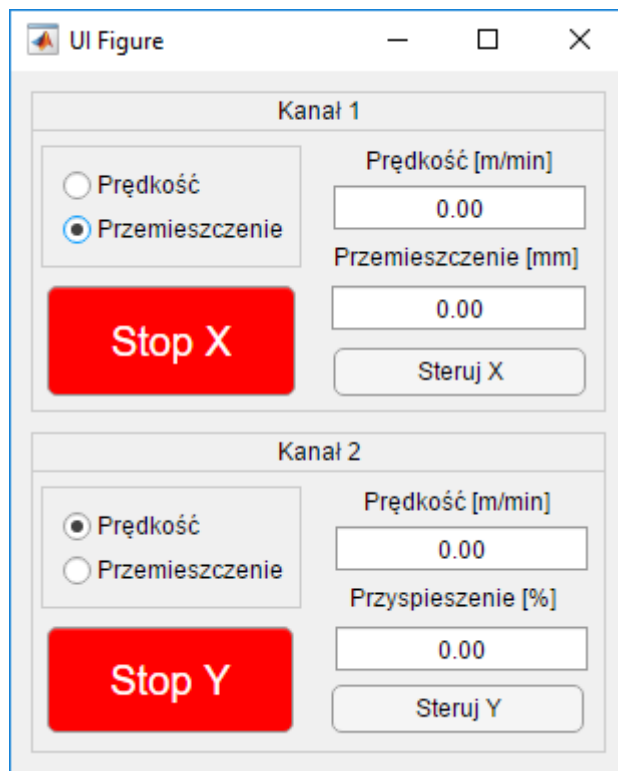 UI Figure
Kanał 1
Prędkość
Przemieszczenie
Stop X
Prędkość [m/min]
0.00
Przemieszczenie [mm]
0.00
Steruj X
Kanał 2
Prędkość
Przemieszczenie
Stop Y
Prędkość [m/min]
0.00
Przyspieszenie [%]
0.00
Steruj Y